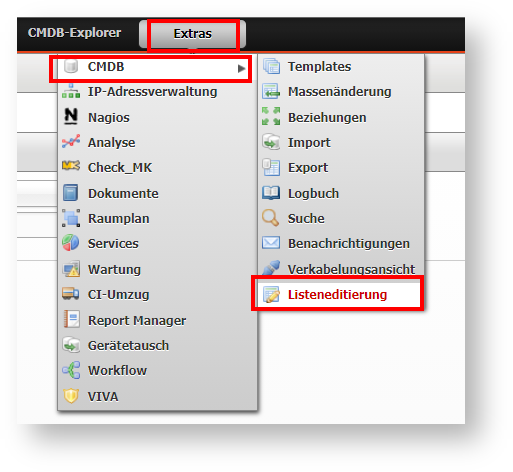 CMDB-Explorer
Extras
CMDB
IP-Adressverwaltung
Nagios
Analyse
Check_MK
Dokumente
Raumplan
Services
Wartung
CI-Umzug
Report Manager
Gerätetausch
Workflow
VIVA
Templates
Massenänderung
Beziehungen
Import
Export
Logbuch
Suche
Benachrichtigungen
Verkabelungsansicht
Listeneditierung